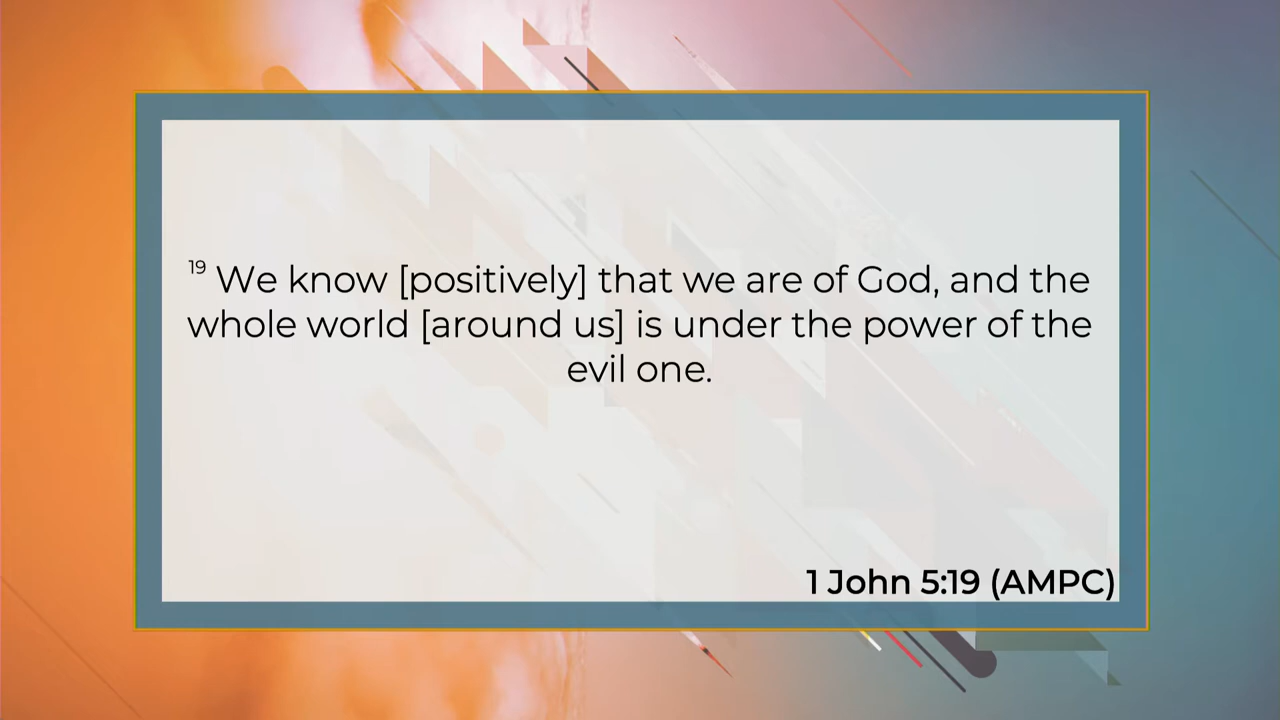 19 We know [positively] that we are of God, and the
whole world [around us] is under the power of the
evil one.
1 John 5:19 (AMPC)